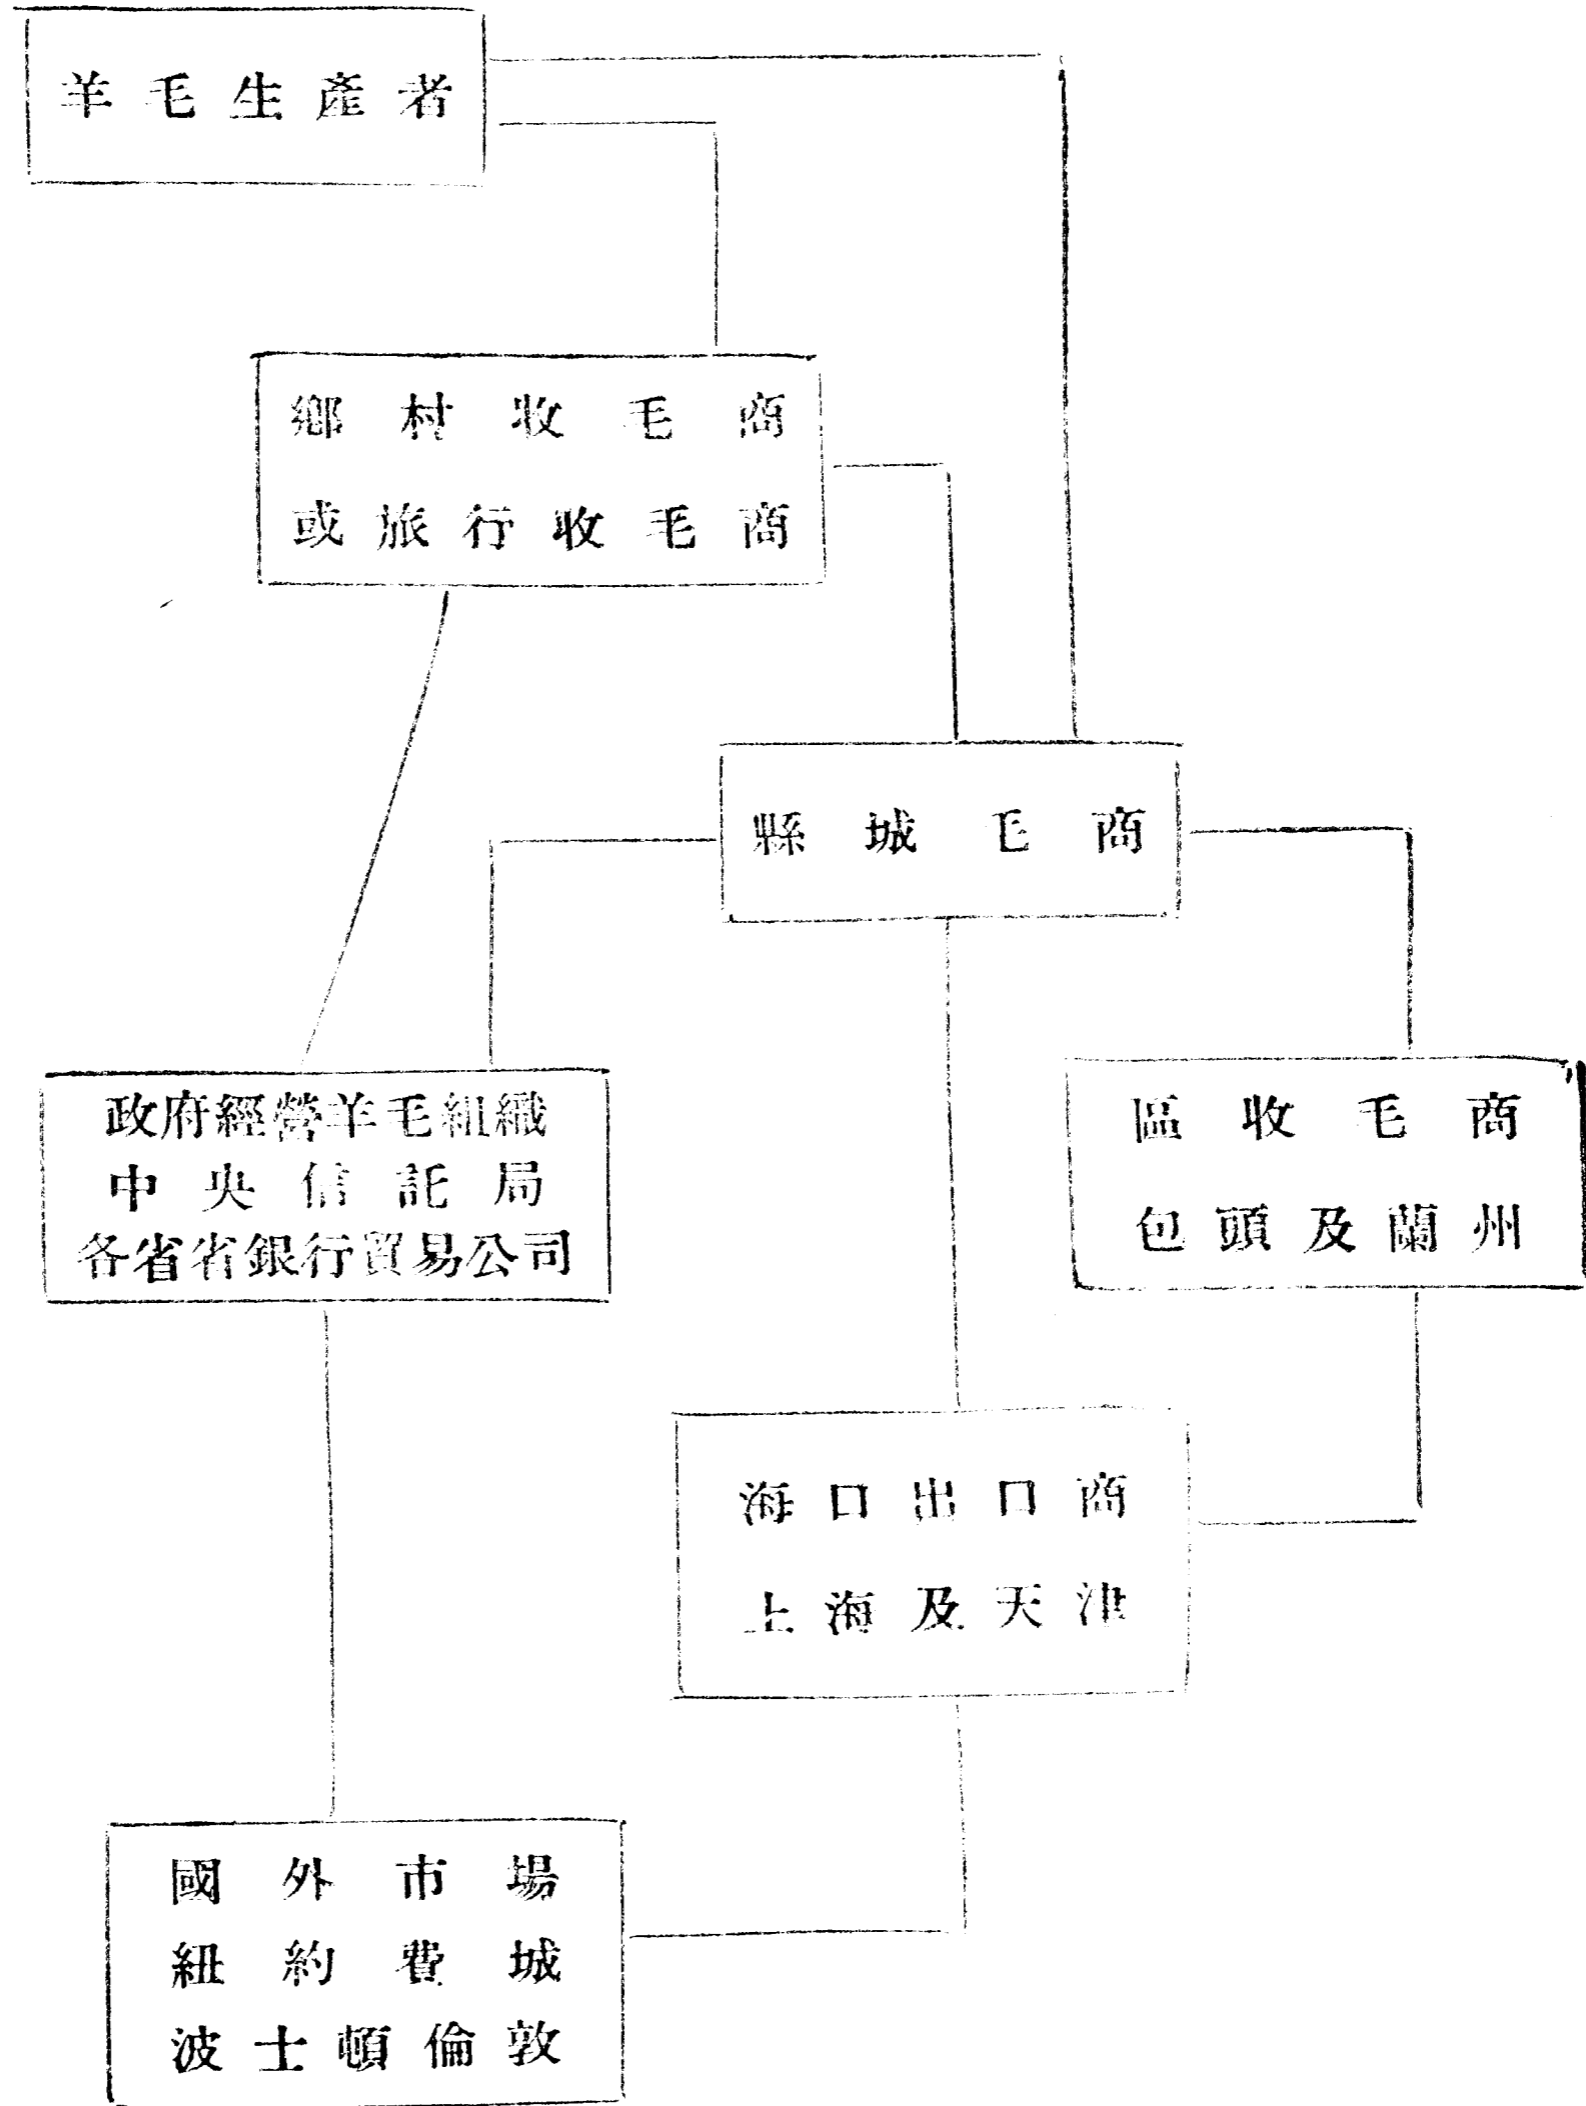 羊毛生產者
鄉村收毛商
或旅行收毛商
縣城毛商
政府經營羊毛組織
中央信託局
各省省銀行貿易公司
區收毛商
包頭及蘭州
海口出口商
上海及天津
國外市場
紐約費城
波士頓倫敦